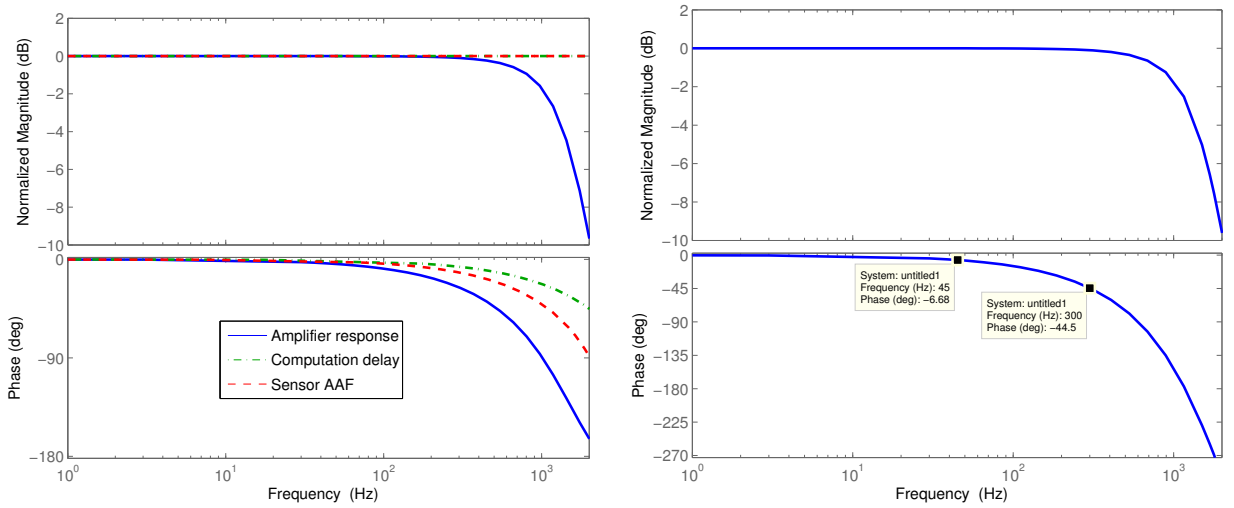 2
0
−2
−4
−6
−8
−10
Normalized Magnitude (dB)
0
−90
−180
Phase (deg)
10^0
10^1
10^2
10^3
Frequency (Hz)
Amplifier response
Computation delay
Sensor AAF
2
0
−2
−4
−6
−8
−10
Normalized Magnitude (dB)
0
−45
−90
−135
−180
−225
−270
Phase (deg)
System: untitled1
Frequency (Hz): 45
Phase (deg): −6.68
System: untitled1
Frequency (Hz): 300
Phase (deg): −44.5
10^0
10^1
10^2
10^3
Frequency (Hz)